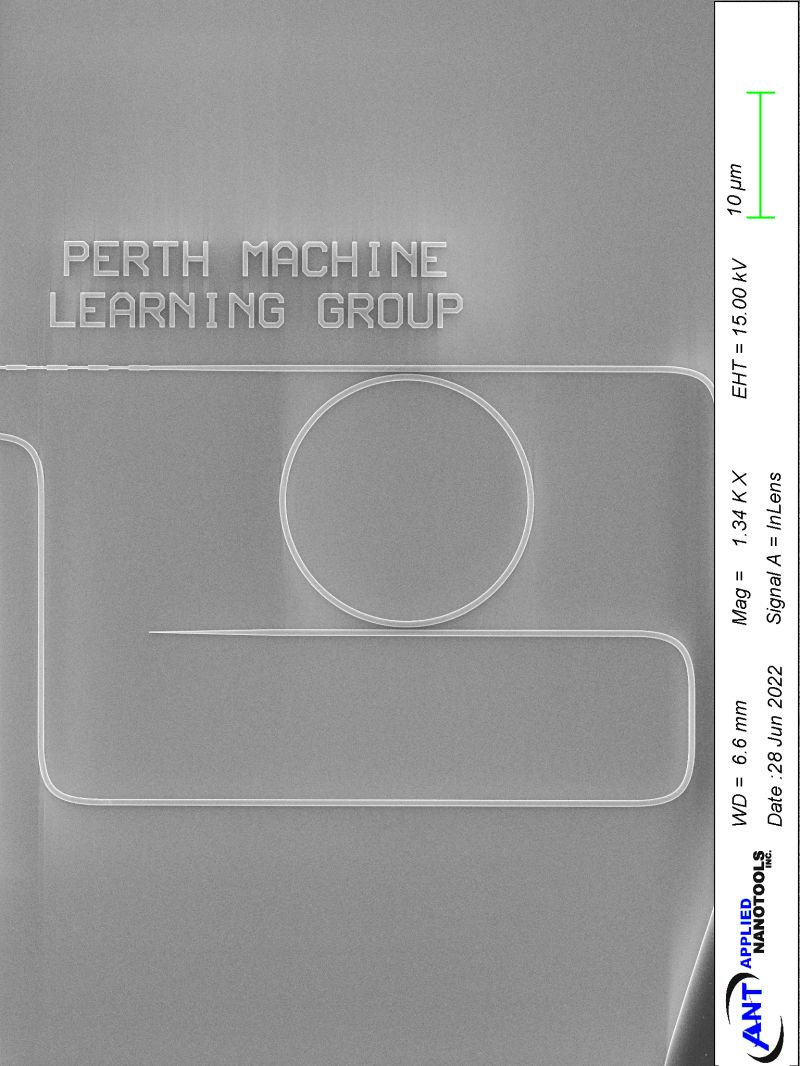 PERTH MACHINE
LEARNING GROUP
10 µm
EHT = 15.00 kV
Mag = 1.34 K X
Signal A = InLens
WD = 6.6 mm
Date :28 Jun 2022
ANT APPLIED
NANOTOOLS
INC.